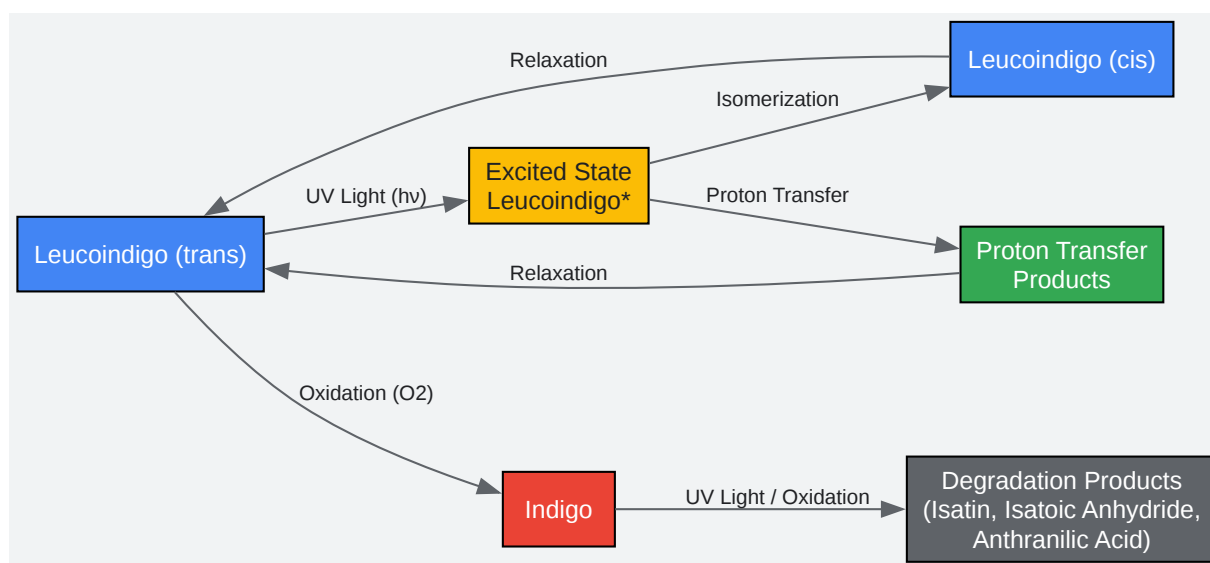 Relaxation
Leucoindigo (cis)
Isomerization
Excited State
Leucoindigo*
UV Light (hν)
Proton Transfer
Leucoindigo (trans)
Relaxation
Proton Transfer
Products
Oxidation (O2)
Indigo
UV Light / Oxidation
Degradation Products
(Isatin, Isatoic Anhydride,
Anthranilic Acid)